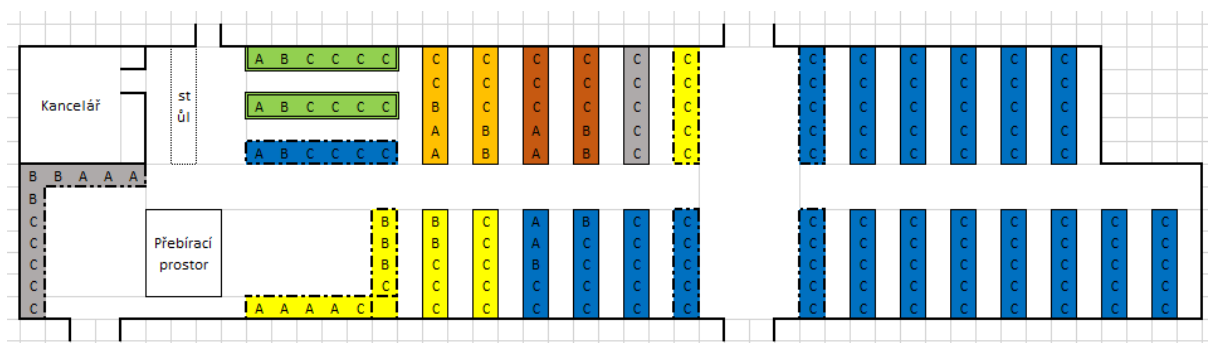 A B C C C C C C C C C C C C C C C C
C C C C C C C C C C C C
st
Kancelář A B C C C C B C C C C C C C C C C C
ůl
A B A B C C C C C C C C
A B C C C C A B A B C C C C C C C C
B B A A A
B
C B B C A B C C C C C C C C C C
C Přebírací B B C A C C C C C C C C C C C
C prostor B C C B C C C C C C C C C C C
C C C C C C C C C C C C C C C C
C A A A A C C C C C C C C C C C C C C C